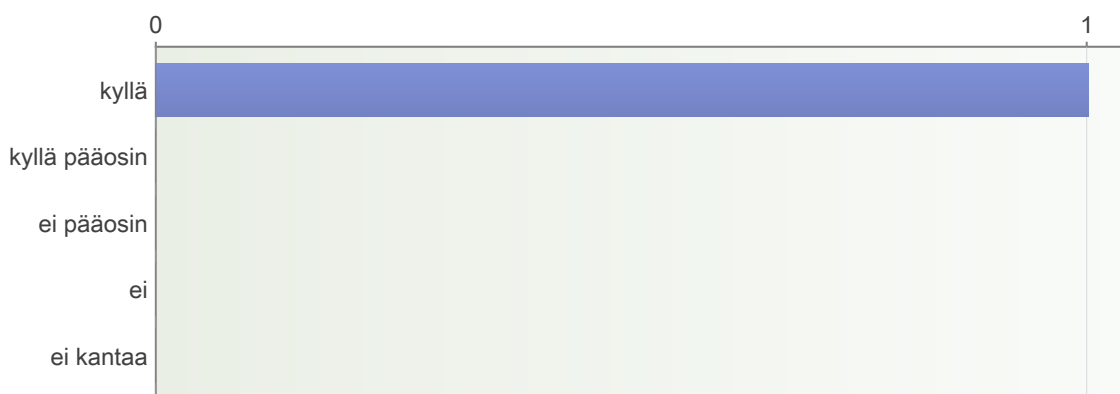 0 1
kyllä
kyllä pääosin
ei pääosin
ei
ei kantaa